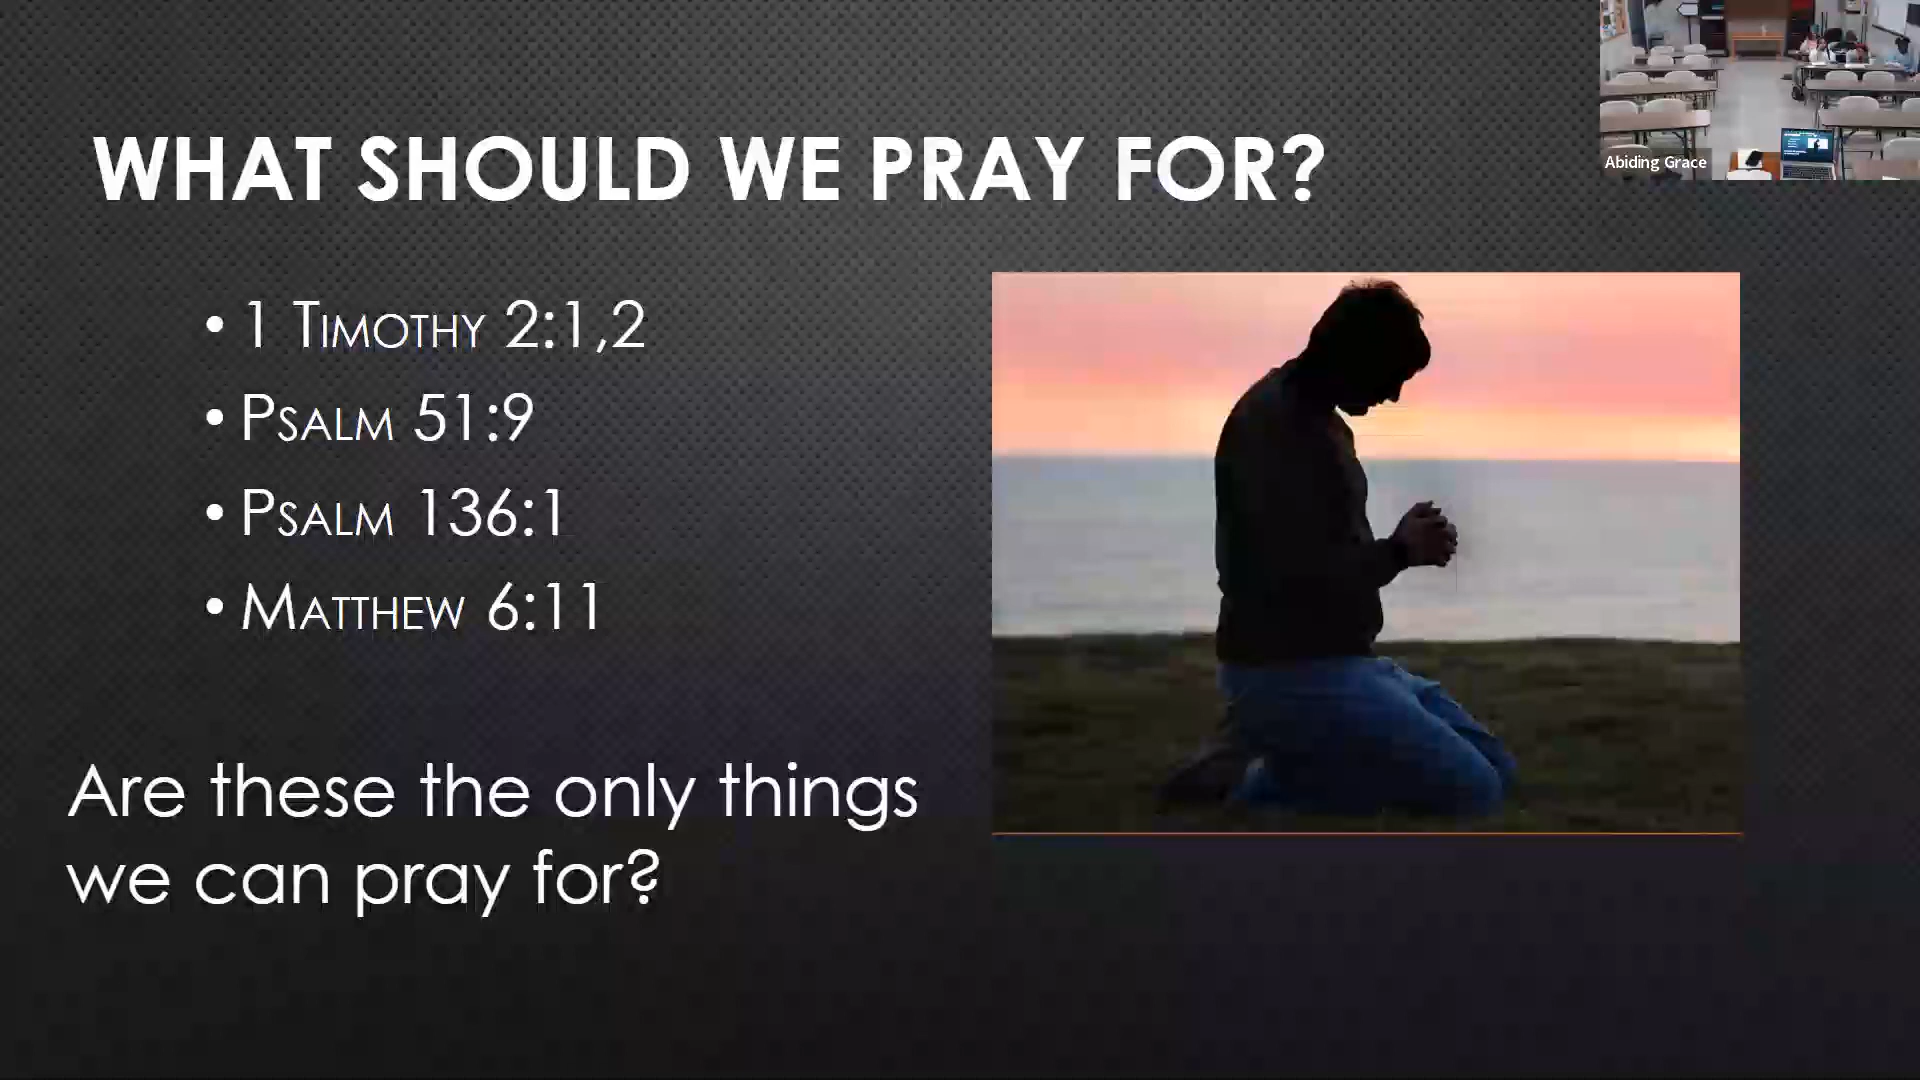 WHAT SHOULD WE PRAY FOR?
• 1 TIMOTHY 2:1,2
• PSALM 51:9
• PSALM 136:1
• MATTHEW 6:11
Are these the only things
we can pray for?
Abiding Grace